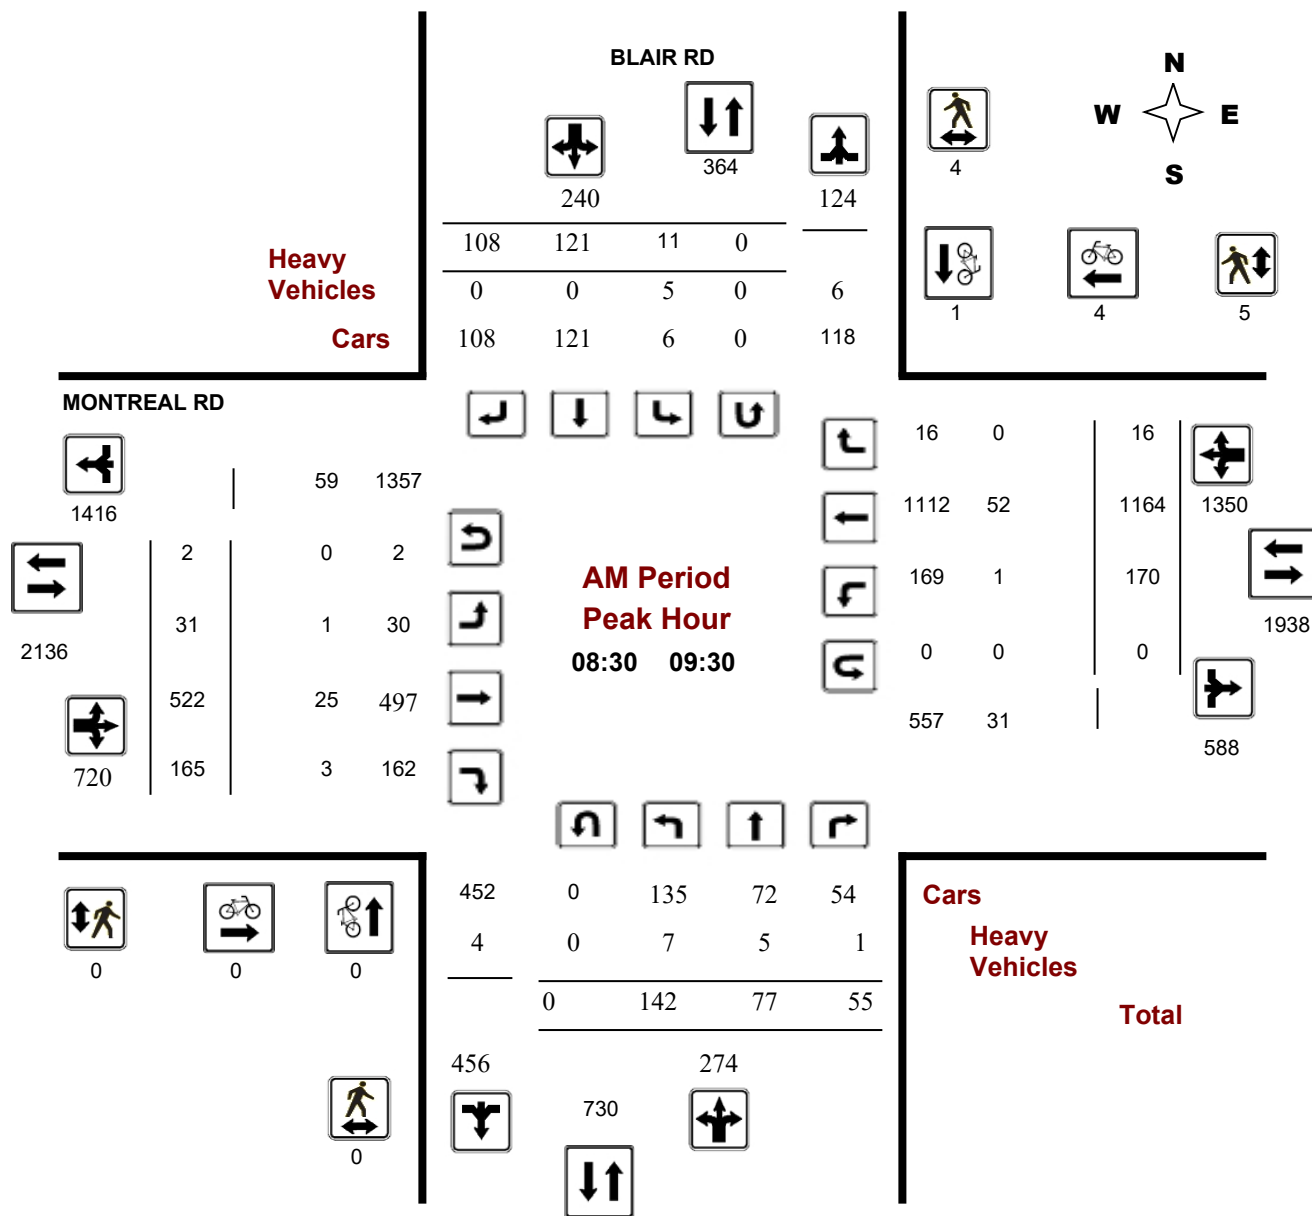 BLAIR RD
N
W E
S
364
4
240
124
108 121 11 0
Heavy
Vehicles
0 0 5 0 6
1 4 5
Cars
108 121 6 0 118
MONTREAL RD
16 0 16
59 1357
1416
1112 52 1164 1350
2 0 2
AM Period
169 1 170
Peak Hour
31 1 30
1938
2136
08:30 09:30
0 0 0
522 25 497
557 31
588
720
165 3 162
452 0 135 72 54
Cars
4 0 7 5 1
Heavy
Vehicles
0 0 0
0 142 77 55
Total
456 274
730
0